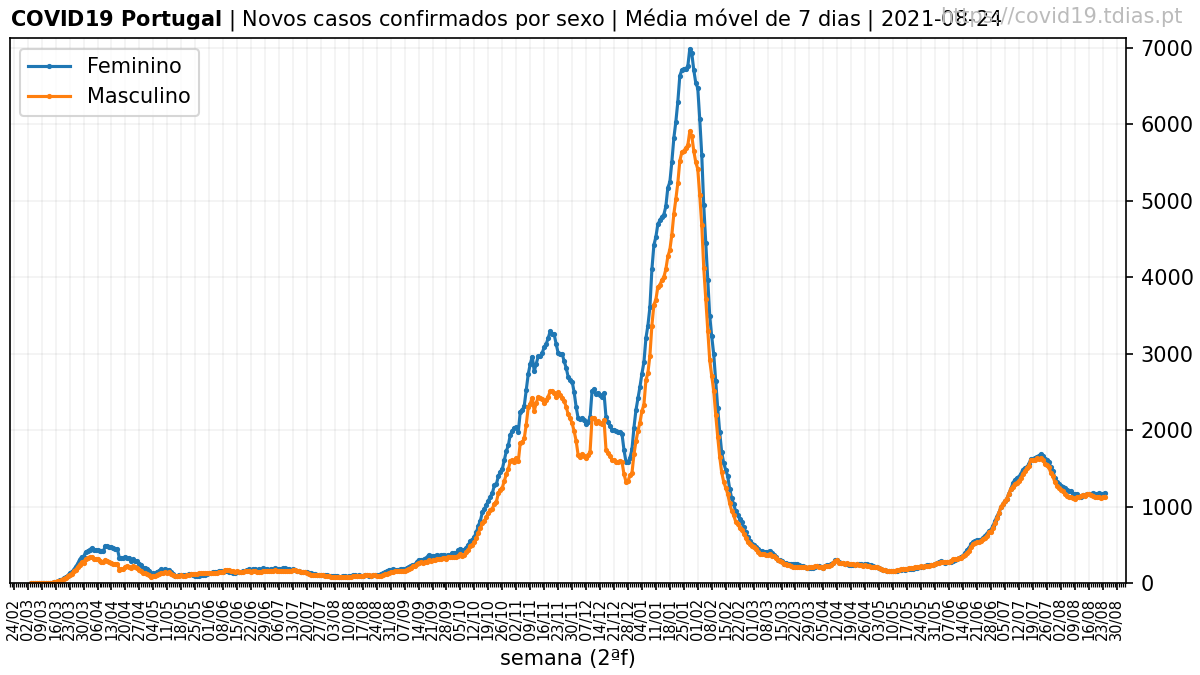 COVID19 Portugal | Novos casos confirmados por sexo | Média móvel de 7 dias | 2021-08-24
https://covid19.tdias.pt
Feminino
Masculino
7000
6000
5000
4000
3000
2000
1000
0
24/02 02/03 09/03 16/03 23/03 30/03 06/04 13/04 20/04 27/04 04/05 11/05 18/05 25/05 01/06 08/06 15/06 22/06 29/06 06/07 13/07 20/07 27/07 03/08 10/08 17/08 24/08 31/08 07/09 14/09 21/09 28/09 05/10 12/10 19/10 26/10 02/11 09/11 16/11 23/11 30/11 07/12 14/12 21/12 28/12 04/01 11/01 18/01 25/01 01/02 08/02 15/02 22/02 01/03 08/03 15/03 22/03 29/03 05/04 12/04 19/04 26/04 03/05 10/05 17/05 24/05 31/05 07/06 14/06 21/06 28/06 05/07 12/07 19/07 26/07 02/08 09/08 16/08 23/08 30/08
semana (2ªf)